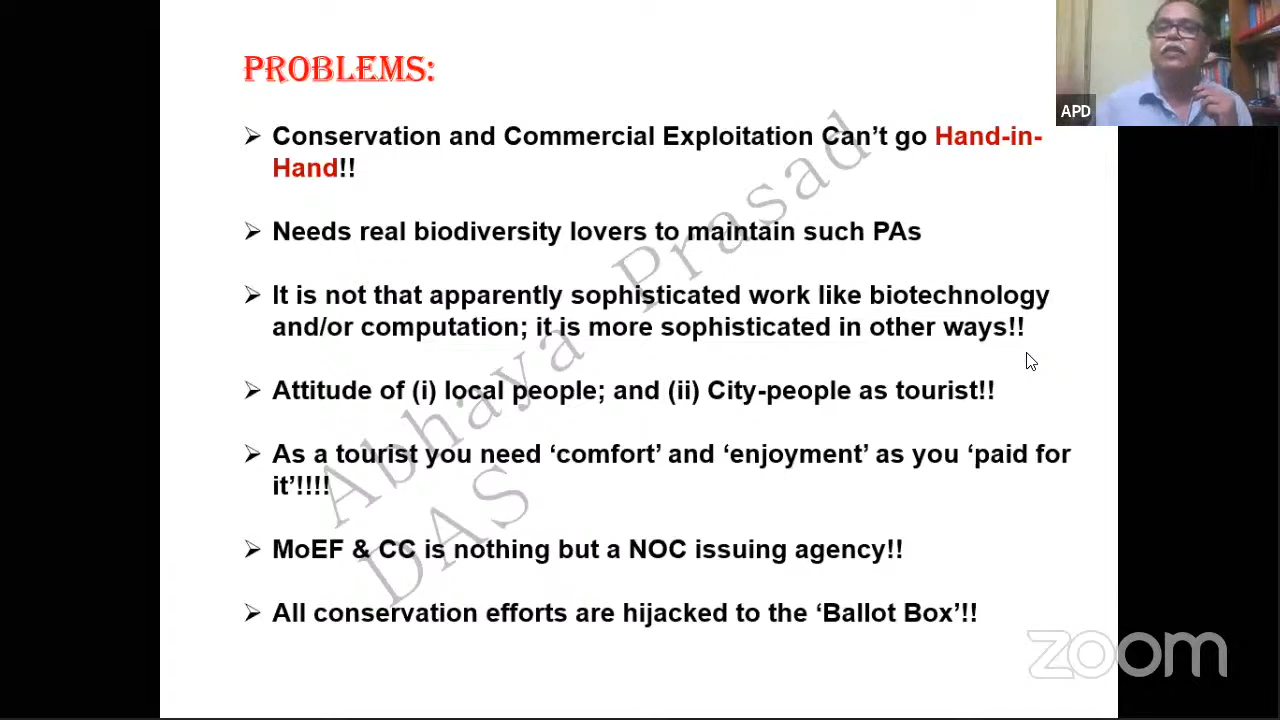 PROBLEMS:
➢ Conservation and Commercial Exploitation Can’t go Hand-in-
Hand!!
➢ Needs real biodiversity lovers to maintain such PAs
➢ It is not that apparently sophisticated work like biotechnology
and/or computation; it is more sophisticated in other ways!!
➢ Attitude of (i) local people; and (ii) City-people as tourist!!
➢ As a tourist you need ‘comfort’ and ‘enjoyment’ as you ‘paid for
it’!!!!
➢ MoEF & CC is nothing but a NOC issuing agency!!
➢ All conservation efforts are hijacked to the ‘Ballot Box’!!
Abhaya Prasad
DAS
APD
zoom